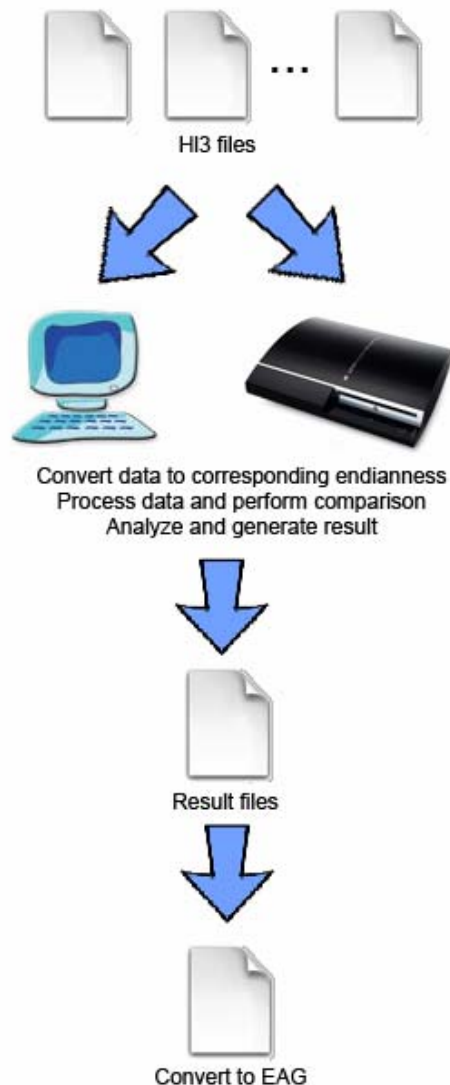 ...
HI3 files
Convert data to corresponding endianness
Process data and perform comparison
Analyze and generate result
Result files
Convert to EAG